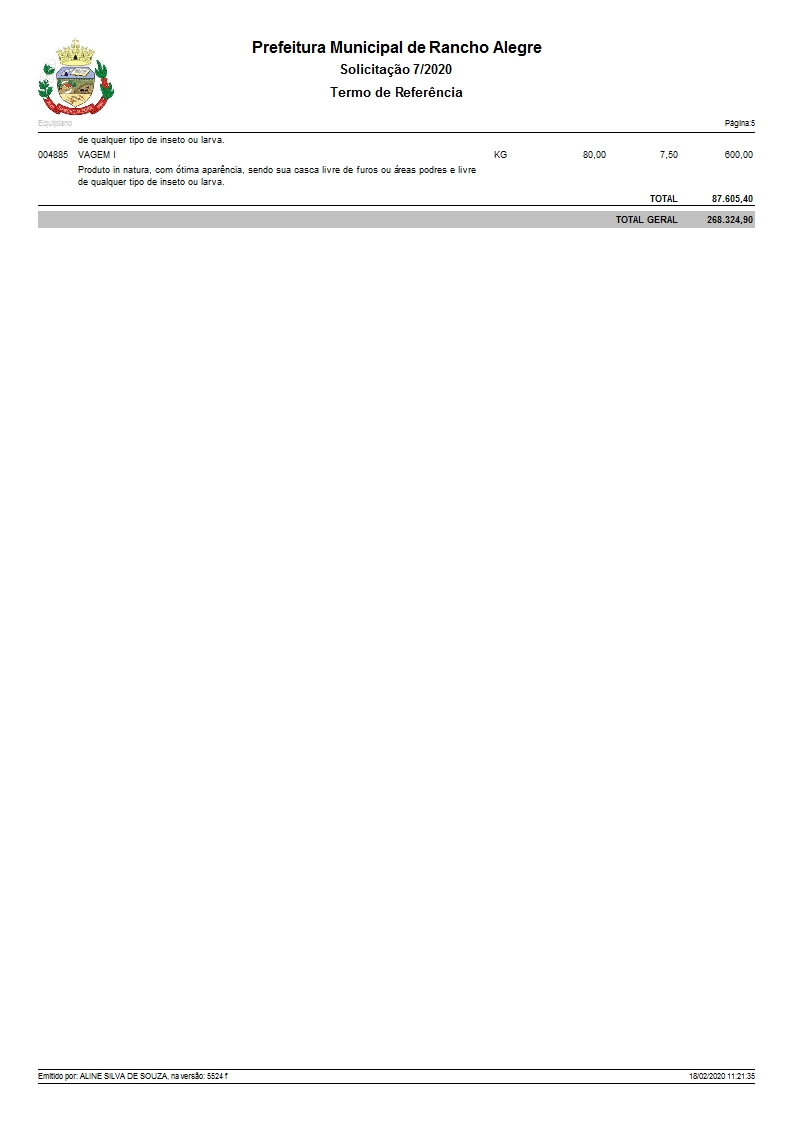 Prefeitura Municipal de Rancho Alegre
Solicitação 7/2020
Termo de Referência
Equiplano
Página:5
de qualquer tipo de inseto ou larva.
004885 VAGEM I KG 80,00 7,50 600,00
Produto in natura, com ótima aparência, sendo sua casca livre de furos ou áreas podres e livre
de qualquer tipo de inseto ou larva.
TOTAL 87.605,40
TOTAL GERAL 268.324,90
Emitido por: ALINE SILVA DE SOUZA, na versão: 5524 f
18/02/2020 11:21:35